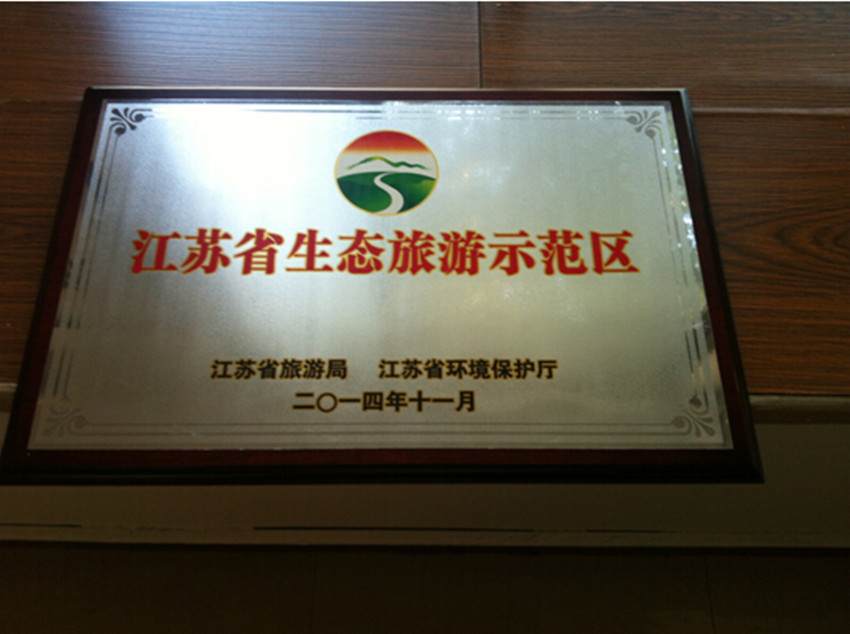 江苏省生态旅游示范区
江苏省旅游局 江苏省环境保护厅
二〇一四年十一月